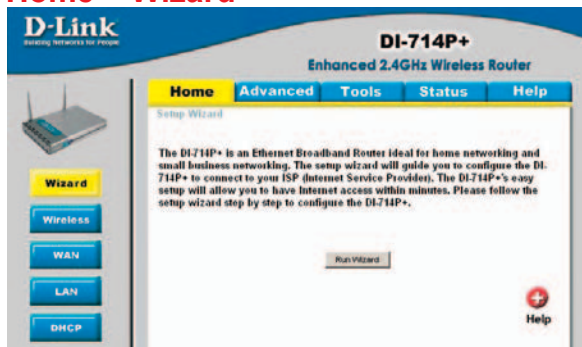 D-Link
Building Networks for People
DI-714P+
Enhanced 2.4GHz Wireless Router
Home
Advanced
Tools
Status
Help
Setup Wizard
The DI-714P+ is an Ethernet Broadband Router ideal for home networking and
small business networking. The setup wizard will guide you to configure the DI-
714P+ to connect to your ISP (Internet Service Provider). The DI-714P+'s easy
setup will allow you to have Internet access within minutes. Please follow the
setup wizard step by step to configure the DI-714P+.
Wizard
Wireless
WAN
LAN
DHCP
Run Wizard
Help